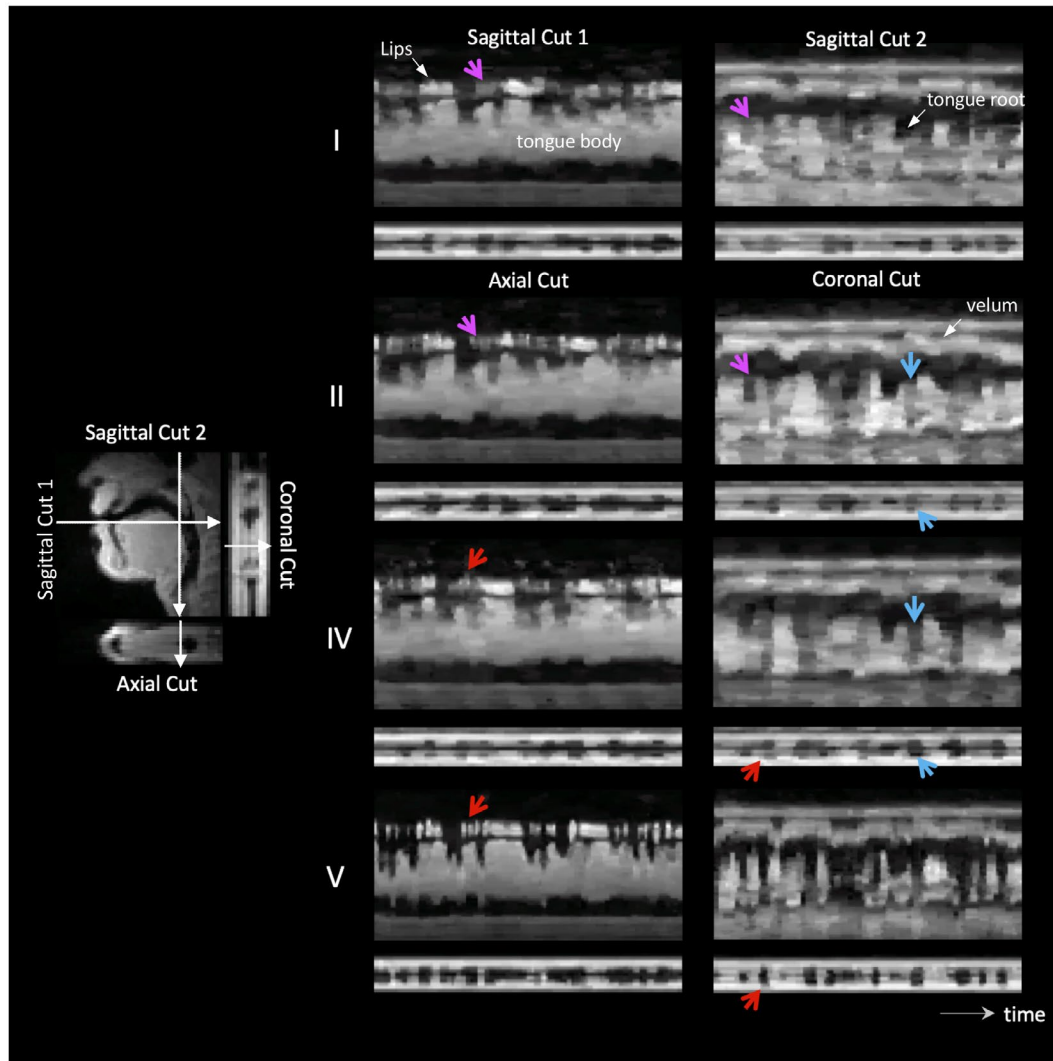 Sagittal Cut 1
Sagittal Cut 2
Lips
tongue root
I
tongue body
Axial Cut
Coronal Cut
velum
II
Sagittal Cut 2
Sagittal Cut 1
Coronal Cut
IV
Axial Cut
V
time